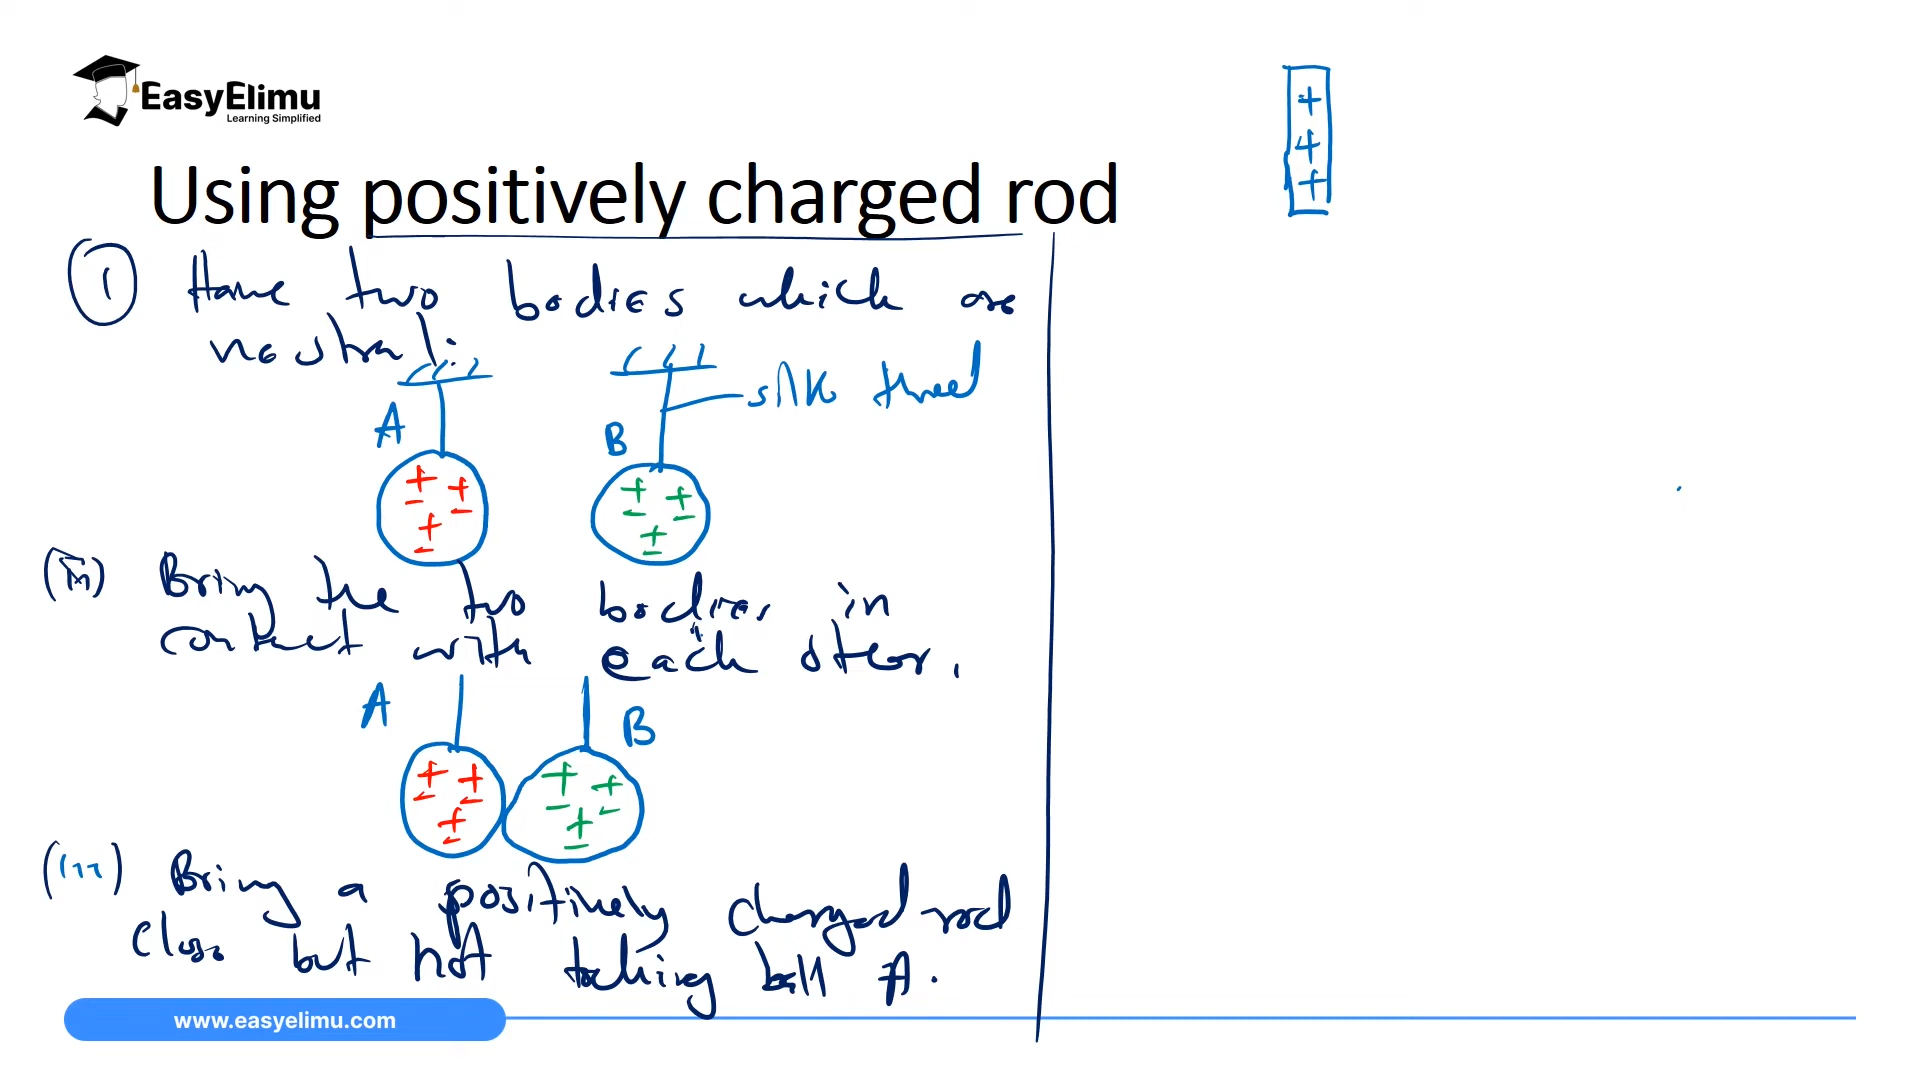 EasyElimu
Learning Simplified
Using positively charged rod
+
+
+
1 Have two bodies which are
neutral.
silk thread
A
B
+ + +
- - -
+ + +
- - -
(ii) Bring the two bodies in
contact with each other.
A
B
+ + +
- - -
+ + +
- - -
(iii) Bring a positively charged rod
close but not touching ball A.
www.easyelimu.com